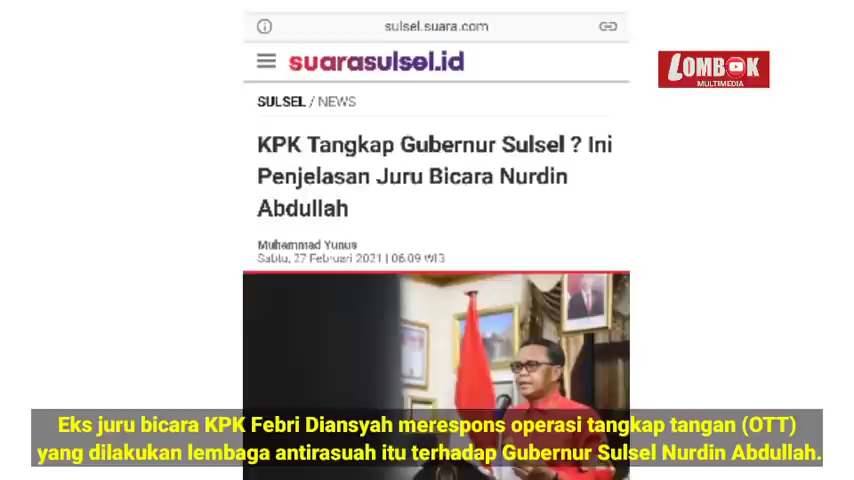 sulsel.suara.com
suarasulsel.id
LOMBOK
MULTIMEDIA
SULSEL / NEWS
KPK Tangkap Gubernur Sulsel ? Ini
Penjelasan Juru Bicara Nurdin
Abdullah
Muhammad Yunus
Sabtu, 27 Februari 2021 | 06:09 WIB
Eks juru bicara KPK Febri Diansyah merespons operasi tangkap tangan (OTT)
yang dilakukan lembaga antirasuah itu terhadap Gubernur Sulsel Nurdin Abdullah.